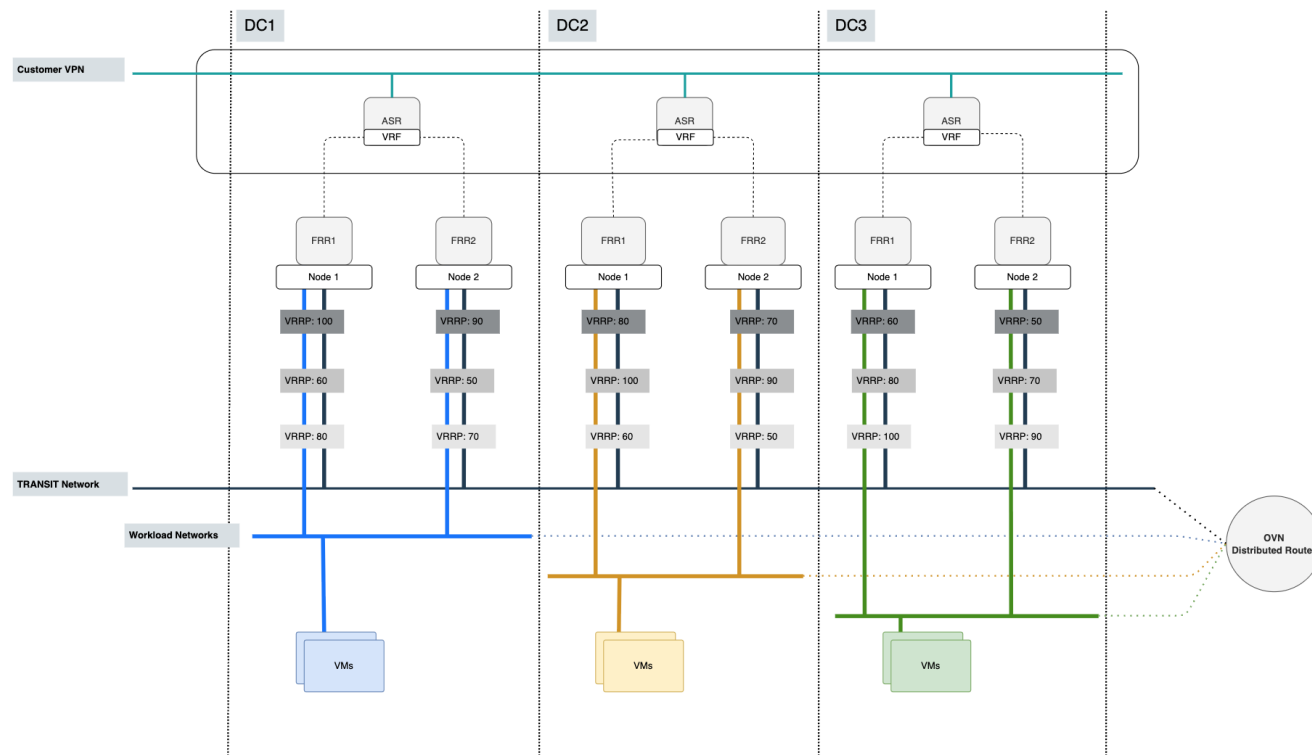 DC1
DC2
DC3
Customer VPN
ASR
ASR
ASR
VRF
VRF
VRF
FRR1
FRR2
FRR1
FRR2
FRR1
FRR2
Node 1
Node 2
Node 1
Node 2
Node 1
Node 2
VRRP: 100
VRRP: 90
VRRP: 80
VRRP: 70
VRRP: 60
VRRP: 50
VRRP: 60
VRRP: 50
VRRP: 100
VRRP: 90
VRRP: 80
VRRP: 70
VRRP: 80
VRRP: 70
VRRP: 60
VRRP: 50
VRRP: 100
VRRP: 90
TRANSIT Network
Workload Networks
OVN
Distributed Route
VMs
VMs
VMs